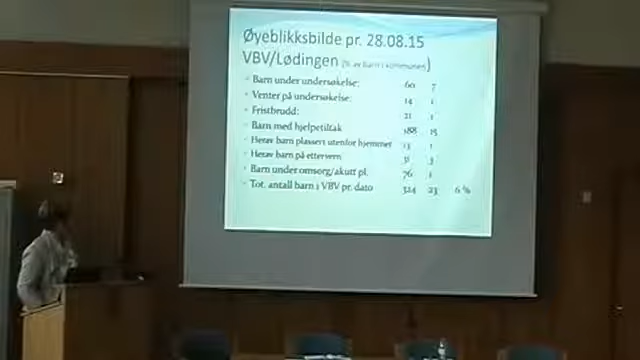 Øyeblikksbilde pr. 28.08.15
VBV/Lødingen (% av barn i kommunen)
Barn under undersøkelse: 60 7
Venter på undersøkelse: 14 1
Fristbrudd: 21 1
Barn med hjelpetiltak 188 15
Herav barn plassert utenfor hjemmet 13 1
Herav barn på ettervern 31 3
Barn under omsorg/akutt pl. 76 1
Tot. antall barn i VBV pr. dato 324 23 6 %